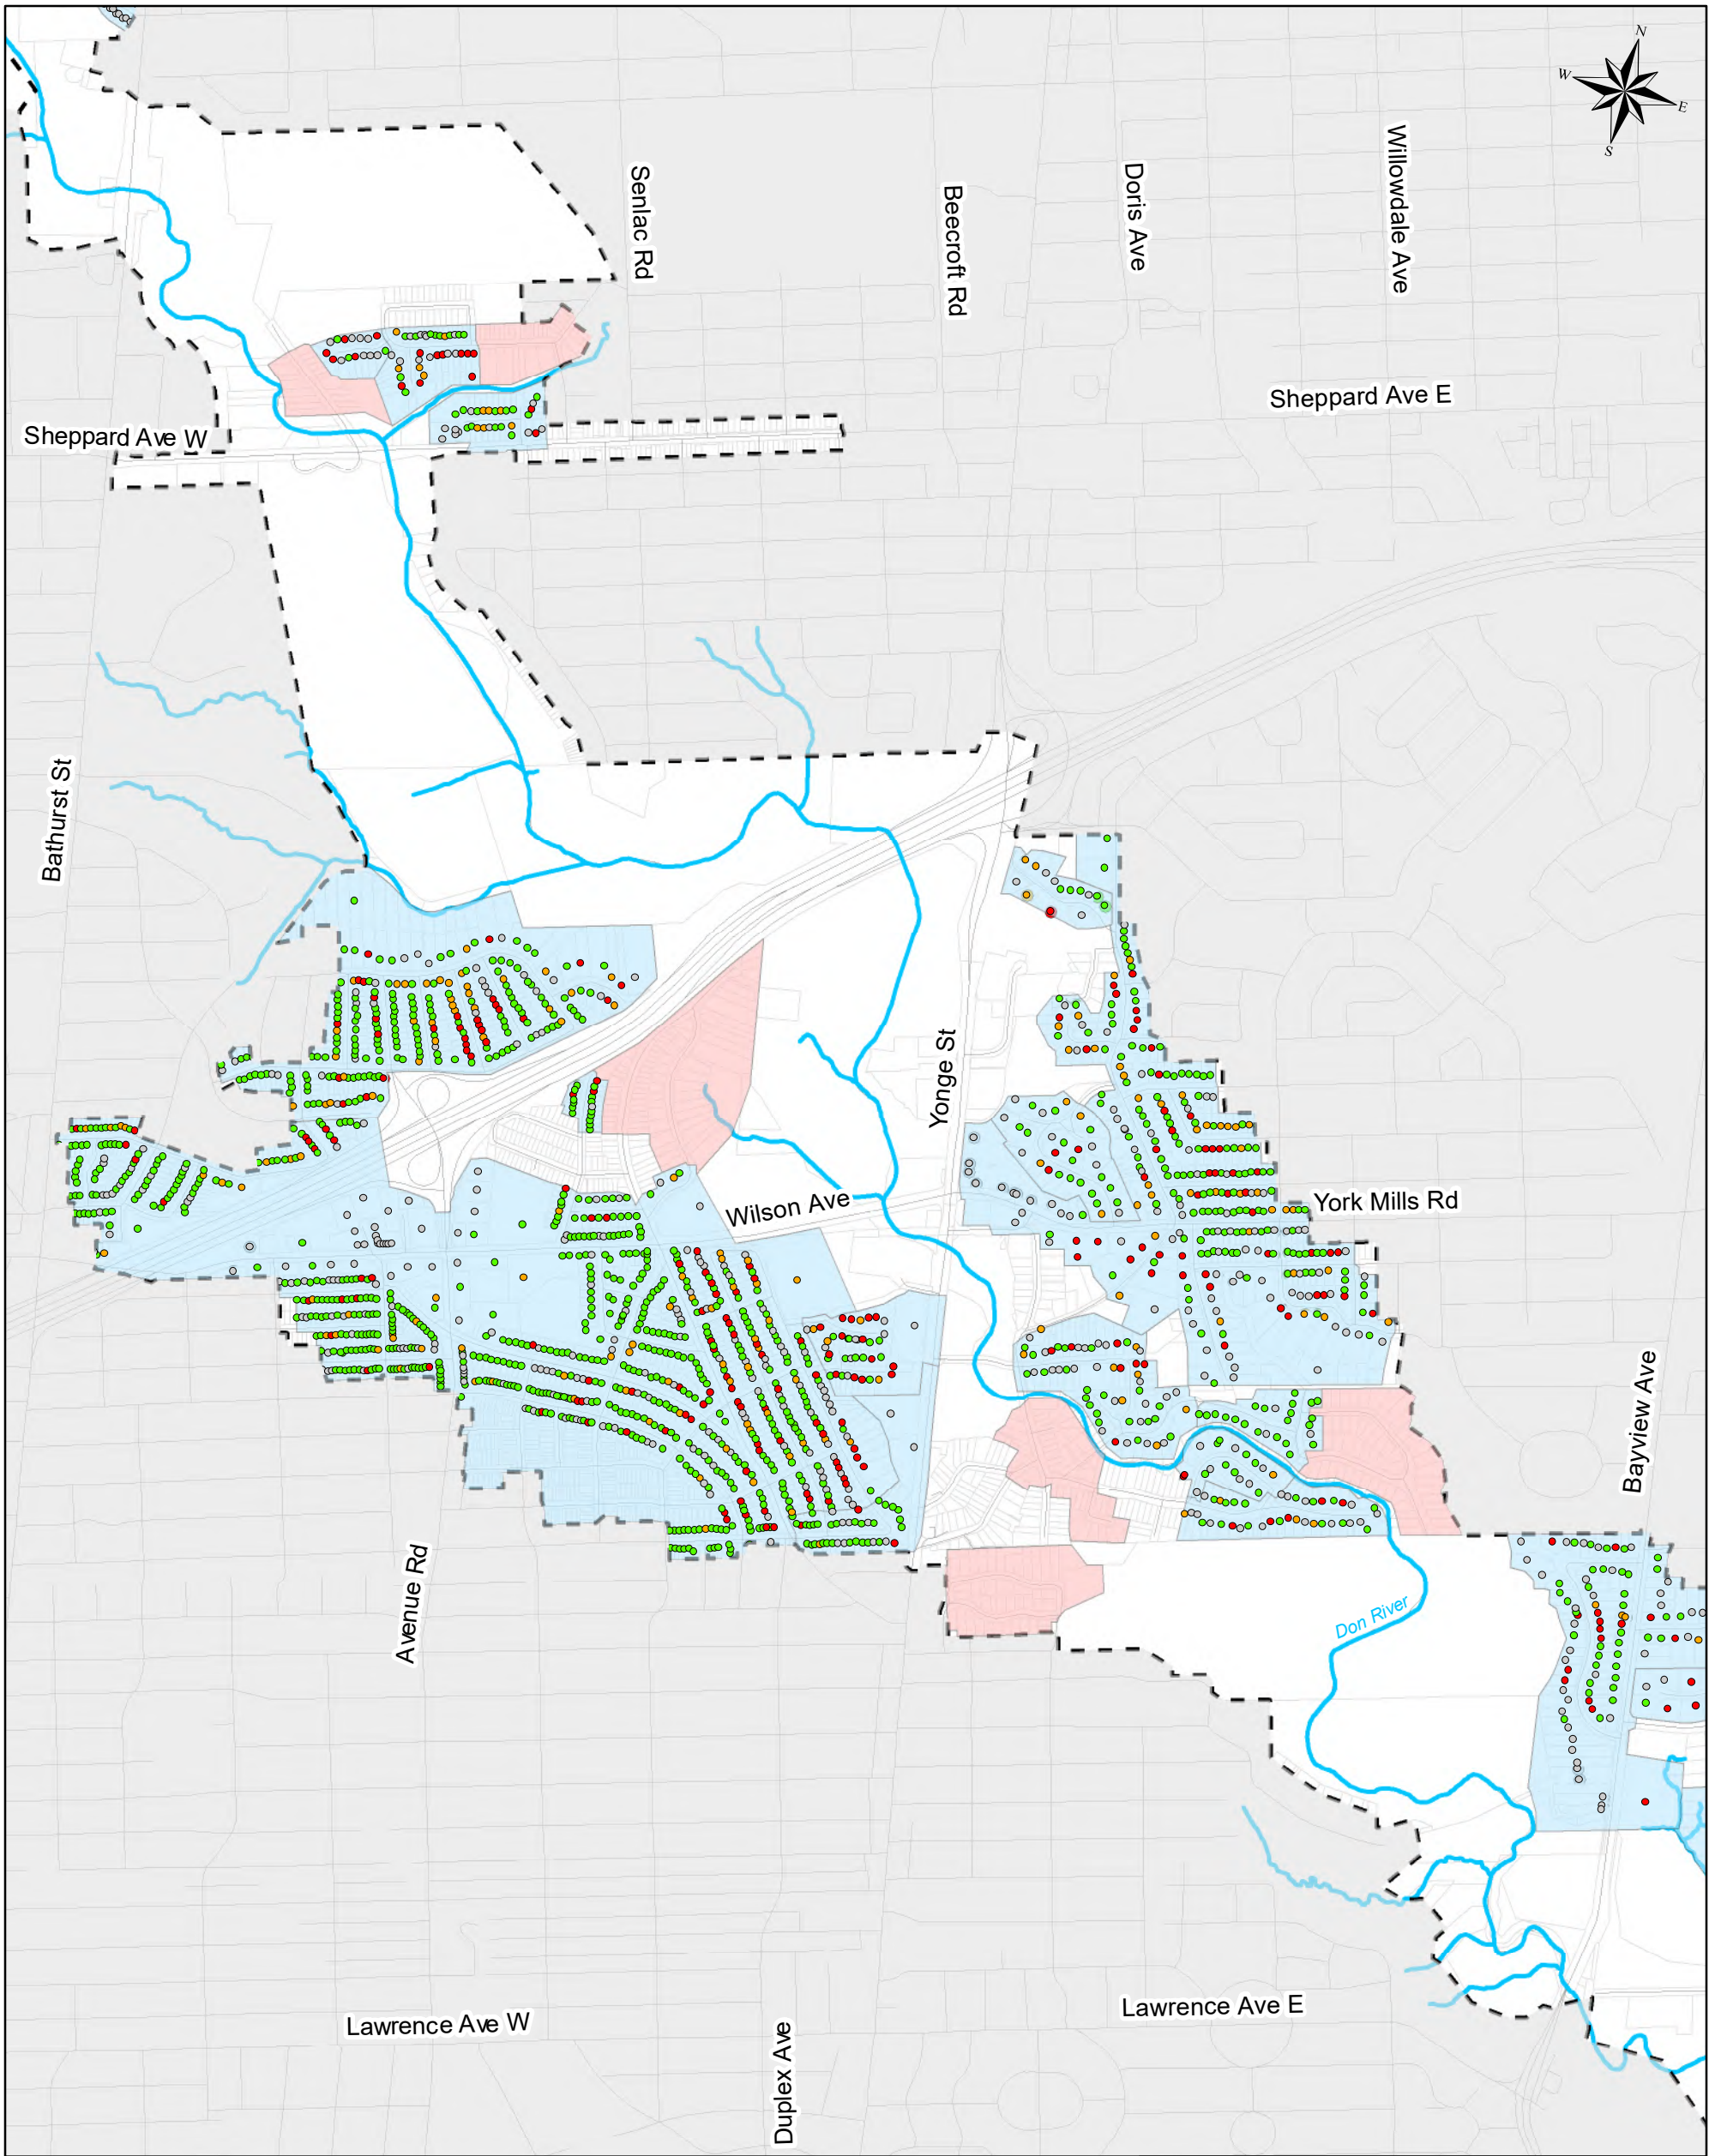 N
W
E
S
Senlac Rd
Beecroft Rd
Doris Ave
Willowdale Ave
Sheppard Ave E
Sheppard Ave W
Bathurst St
Yonge St
Wilson Ave
York Mills Rd
Bayview Ave
Avenue Rd
Don River
Lawrence Ave W
Lawrence Ave E
Duplex Ave